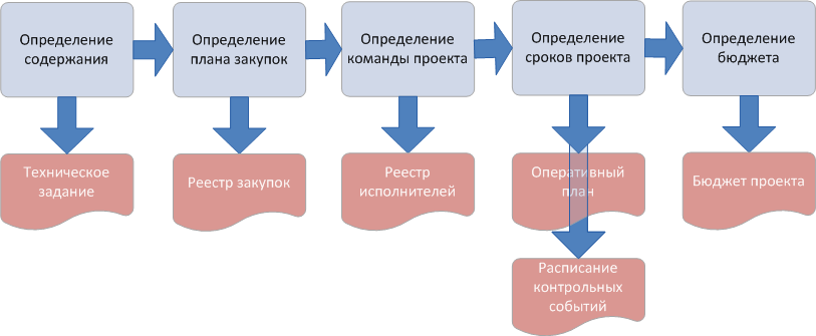 Определение
содержания
Определение
плана закупок
Определение
команды проекта
Определение
сроков проекта
Определение
бюджета
Техническое
задание
Реестр закупок
Реестр
исполнителей
Оперативный
план
Бюджет проекта
Расписание
контрольных
событий